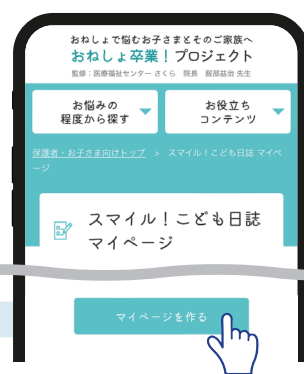 おねしょで悩むお子さまとそのご家族へ
おねしょ卒業！プロジェクト
監修：医療福祉センター さくら 院長 服部益治 先生
お悩みの
程度から探す
お役立ち
コンテンツ
保護者・お子さま向けトップ > スマイル！こども日誌 マイペ
ージ
スマイル！こども日誌
マイページ
マイページを作る